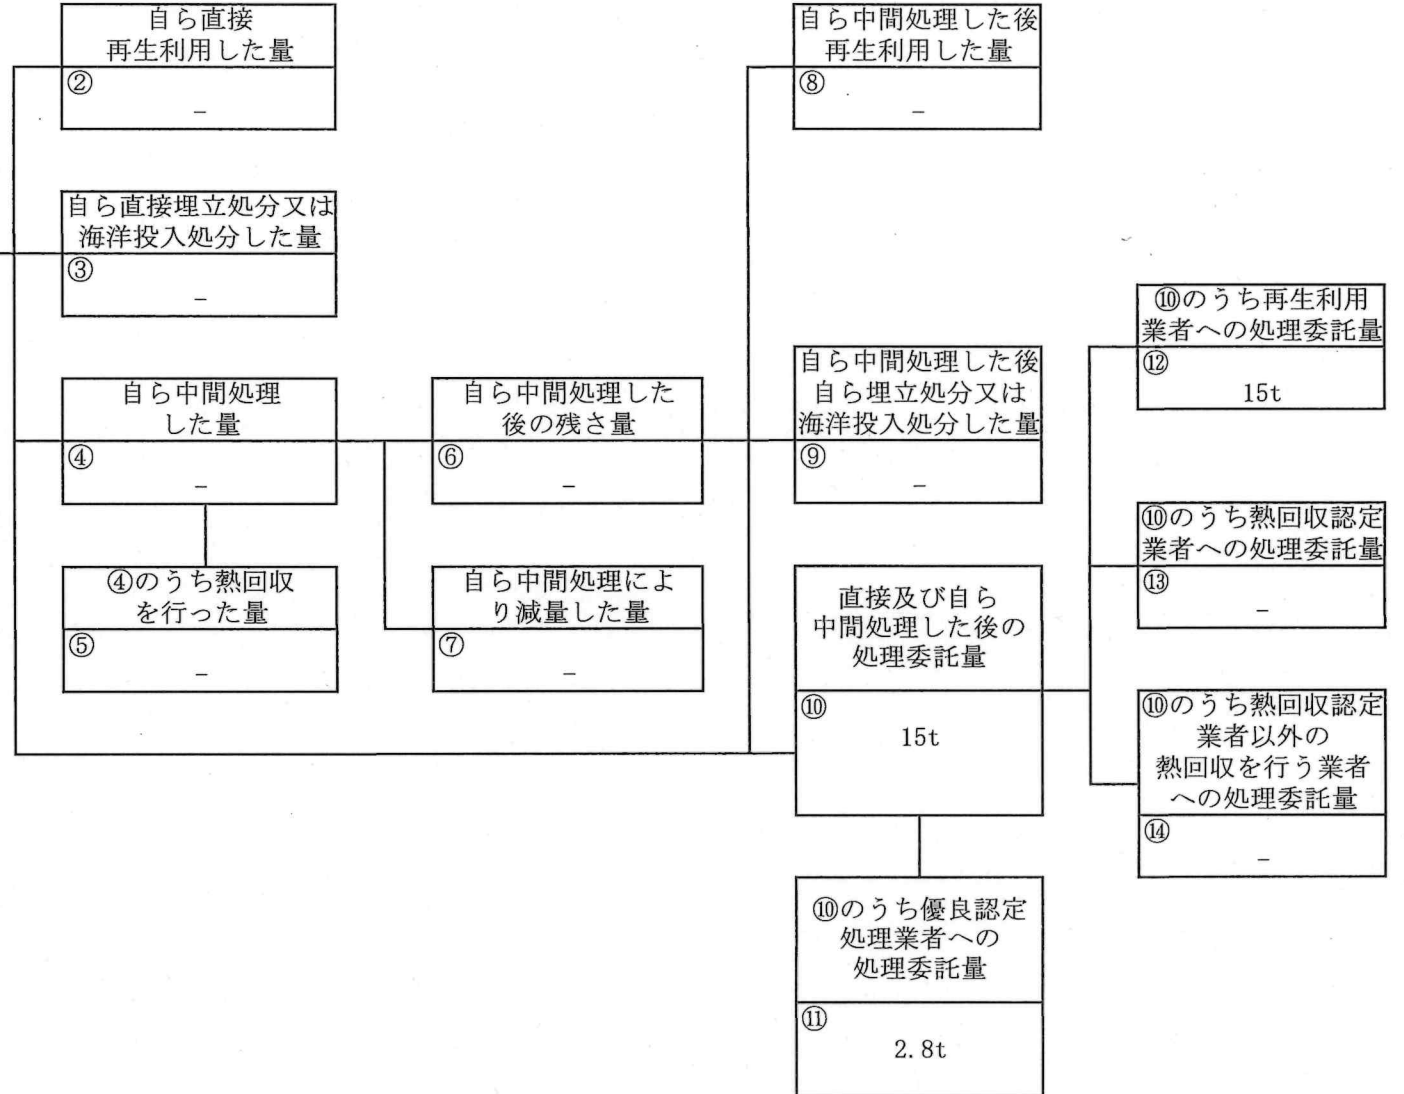 自ら直接
再生利用した量
②
－
自ら直接埋立処分又は
海洋投入処分した量
③
－
自ら中間処理
した量
④
－
④のうち熱回収
を行った量
⑤
－
自ら中間処理した
後の残さ量
⑥
－
自ら中間処理によ
り減量した量
⑦
－
自ら中間処理した後
再生利用した量
⑧
－
自ら中間処理した後
自ら埋立処分又は
海洋投入処分した量
⑨
－
直接及び自ら
中間処理した後の
処理委託量
⑩
15t
⑩のうち優良認定
処理業者への
処理委託量
⑪
2.8t
⑩のうち再生利用
業者への処理委託量
⑫
15t
⑩のうち熱回収認定
業者への処理委託量
⑬
－
⑩のうち熱回収認定
業者以外の
熱回収を行う業者
への処理委託量
⑭
－